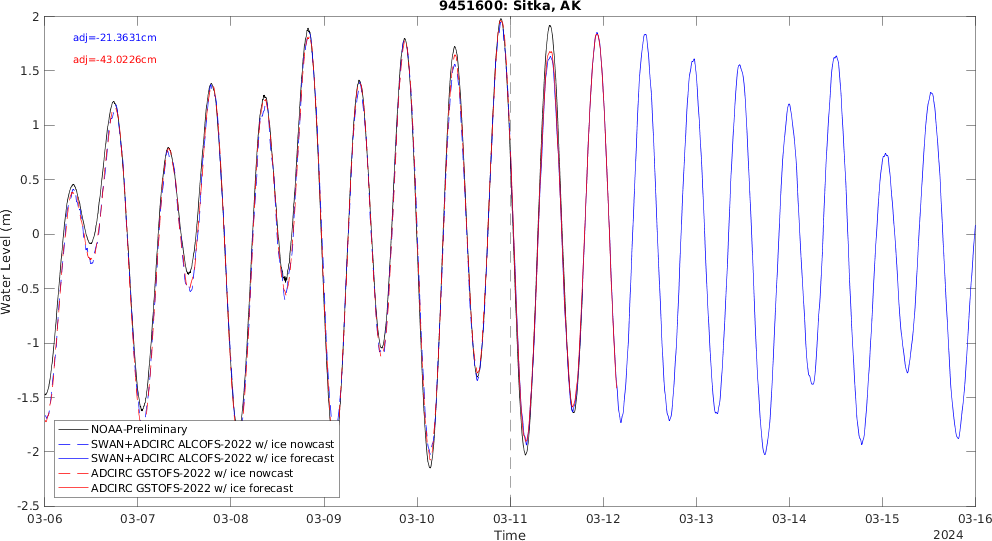 9451600: Sitka, AK
adj=-21.3631cm
adj=-43.0226cm
2
1.5
1
0.5
0
-0.5
-1
-1.5
-2
-2.5
Water Level (m)
NOAA-Preliminary
SWAN+ADCIRC ALCOFS-2022 w/ ice nowcast
SWAN+ADCIRC ALCOFS-2022 w/ ice forecast
ADCIRC GSTOFS-2022 w/ ice nowcast
ADCIRC GSTOFS-2022 w/ ice forecast
03-06 03-07 03-08 03-09 03-10 03-11 03-12 03-13 03-14 03-15 03-16
Time
2024